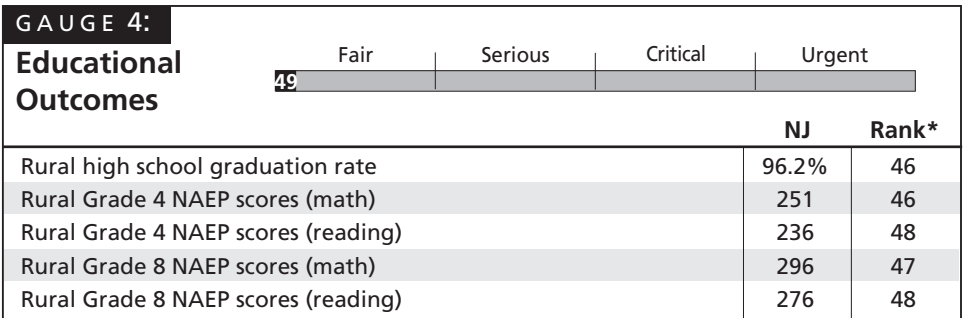 GAUGE 4:
Educational
Outcomes
Fair Serious Critical Urgent
49
NJ Rank*
Rural high school graduation rate 96.2% 46
Rural Grade 4 NAEP scores (math) 251 46
Rural Grade 4 NAEP scores (reading) 236 48
Rural Grade 8 NAEP scores (math) 296 47
Rural Grade 8 NAEP scores (reading) 276 48